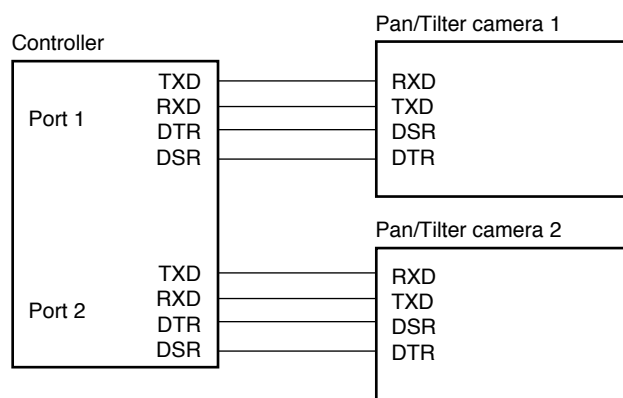 Controller
Port 1
TXD
RXD
DTR
DSR
Port 2
TXD
RXD
DTR
DSR
Pan/Tilter camera 1
RXD
TXD
DSR
DTR
Pan/Tilter camera 2
RXD
TXD
DSR
DTR